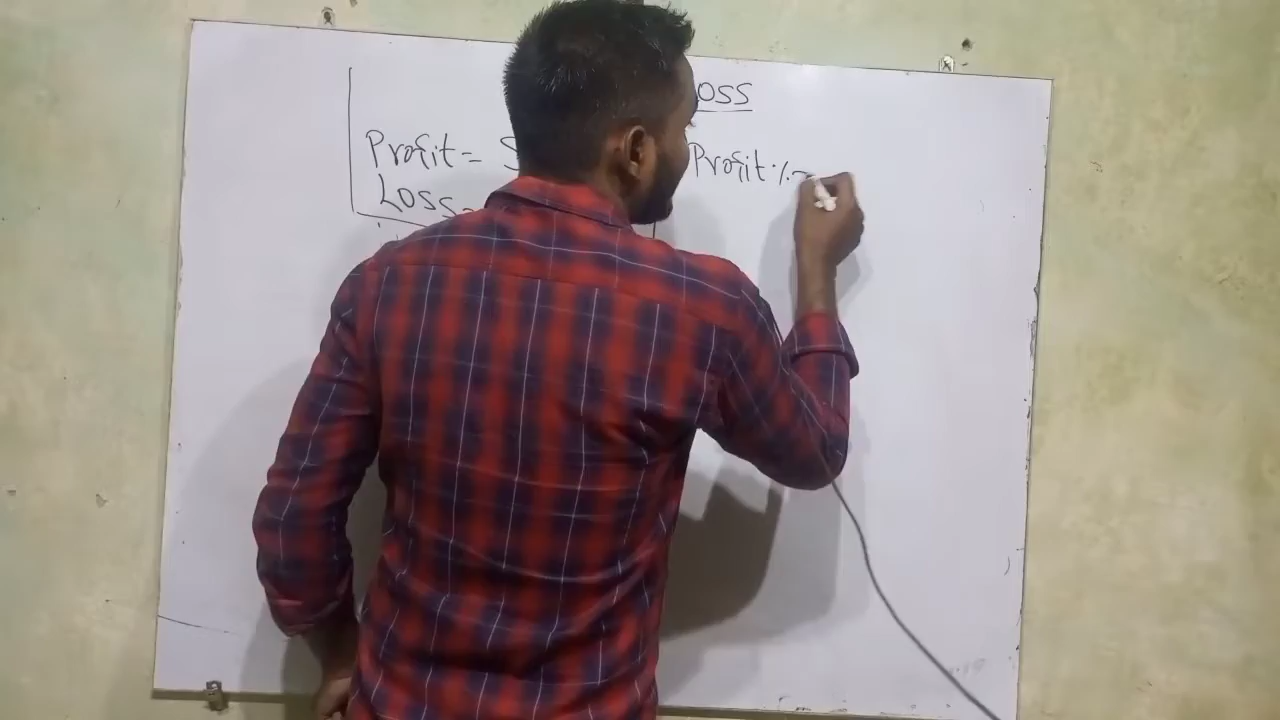 OSS
Profit = S
Loss =
Profit % =